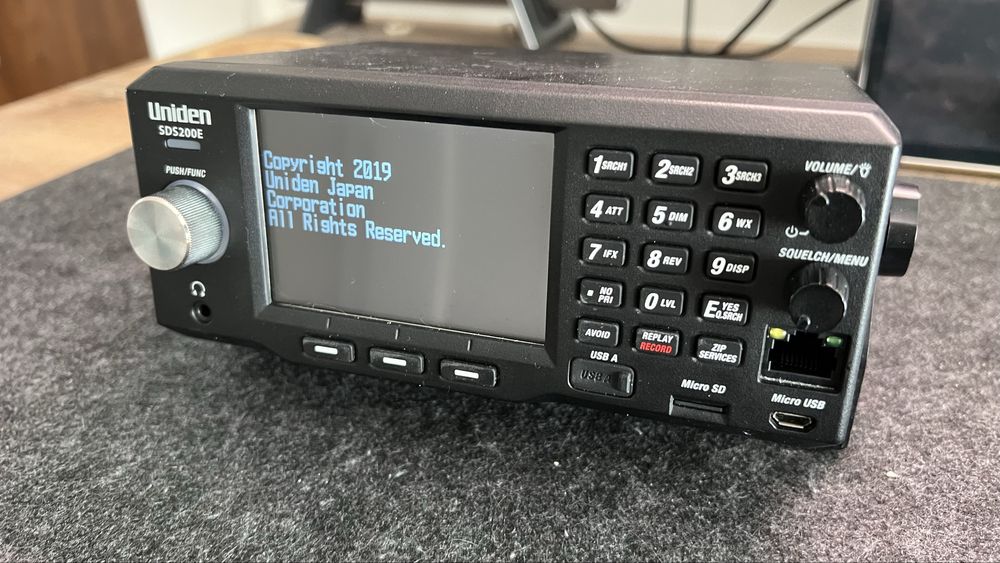 Uniden
SDS200E
PUSH/FUNC
Copyright 2019
Uniden Japan
Corporation
All Rights Reserved.
1 SRCH1
2 SRCH2
3 SRCH3
4 ATT
5 DIM
6 WX
7 IFX
8 REV
9 DISP
. NO PRI
0 LVL
E YES Q.SRCH
AVOID
REPLAY
RECORD
ZIP
SERVICES
VOLUME/
SQUELCH/MENU
USB A
USB A
Micro SD
Micro USB